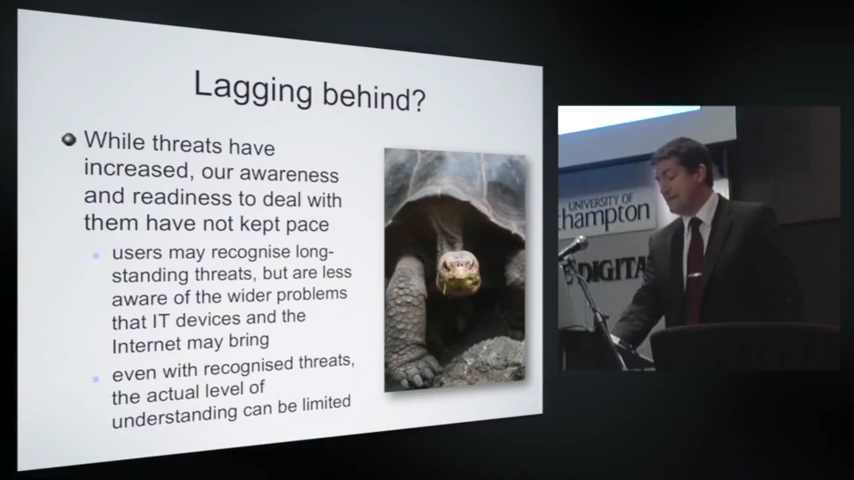 Lagging behind?
While threats have
increased, our awareness
and readiness to deal with
them have not kept pace
users may recognise long-
standing threats, but are less
aware of the wider problems
that IT devices and the
Internet may bring
even with recognised threats,
the actual level of
understanding can be limited
UNIVERSITY OF
hampton
DIGITA